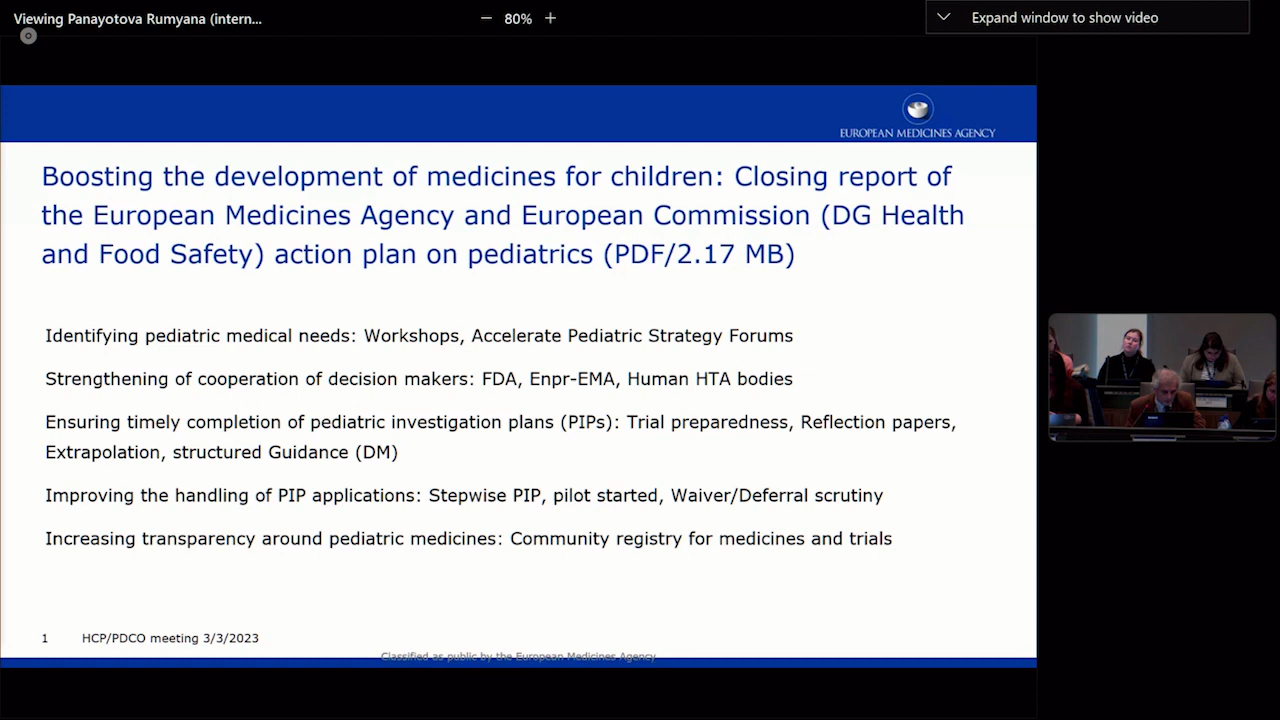 Viewing Panayotova Rumyana (intern...
80%
Expand window to show video
EUROPEAN MEDICINES AGENCY
Boosting the development of medicines for children: Closing report of
the European Medicines Agency and European Commission (DG Health
and Food Safety) action plan on pediatrics (PDF/2.17 MB)
Identifying pediatric medical needs: Workshops, Accelerate Pediatric Strategy Forums
Strengthening of cooperation of decision makers: FDA, Enpr-EMA, Human HTA bodies
Ensuring timely completion of pediatric investigation plans (PIPs): Trial preparedness, Reflection papers,
Extrapolation, structured Guidance (DM)
Improving the handling of PIP applications: Stepwise PIP, pilot started, Waiver/Deferral scrutiny
Increasing transparency around pediatric medicines: Community registry for medicines and trials
1 HCP/PDCO meeting 3/3/2023
Classified as public by the European Medicines Agency